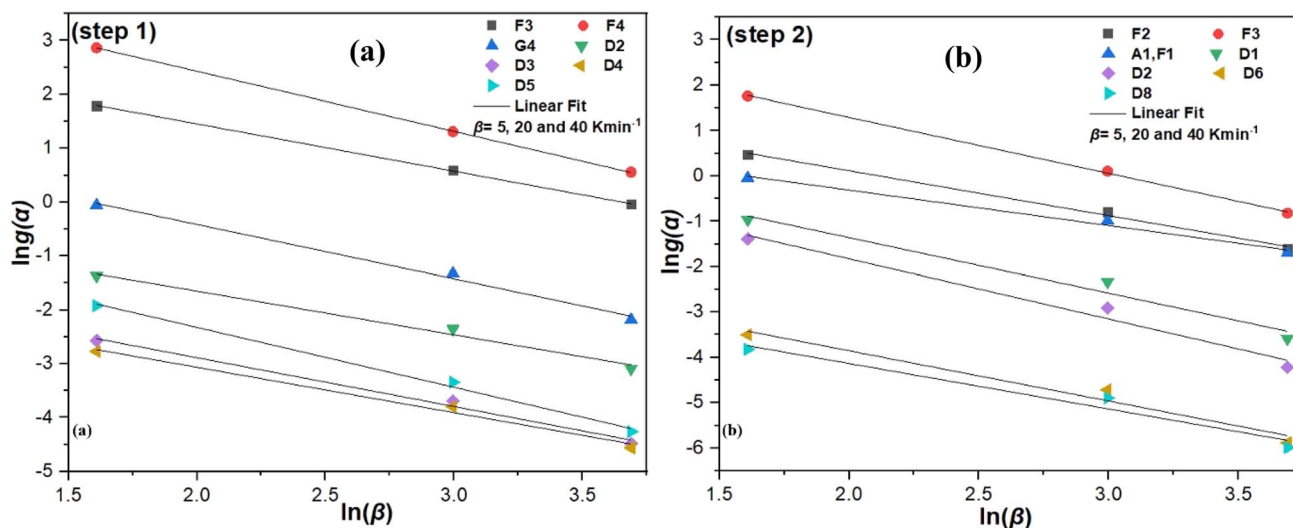 (step 1)
(a)
F3 F4
G4 D2
D3 D4
D5
Linear Fit
β= 5, 20 and 40 Kmin⁻¹
3
2
1
0
-1
-2
-3
-4
-5
lng(α)
(a)
1.5 2.0 2.5 3.0 3.5
ln(β)
(step 2)
(b)
F2 F3
A1,F1 D1
D2 D6
D8
Linear Fit
β= 5, 20 and 40 Kmin⁻¹
3
2
1
0
-1
-2
-3
-4
-5
-6
lng(α)
(b)
1.5 2.0 2.5 3.0 3.5
ln(β)